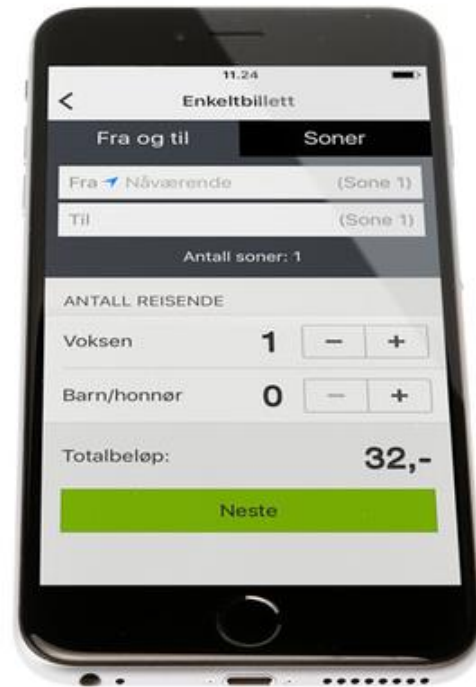 11.24
< Enkeltbillett
Fra og til Soner
Fra Nåværende (Sone 1)
Til (Sone 1)
Antall soner: 1
ANTALL REISENDE
Voksen 1 − +
Barn/honnør 0 − +
Totalbeløp: 32,-
Neste